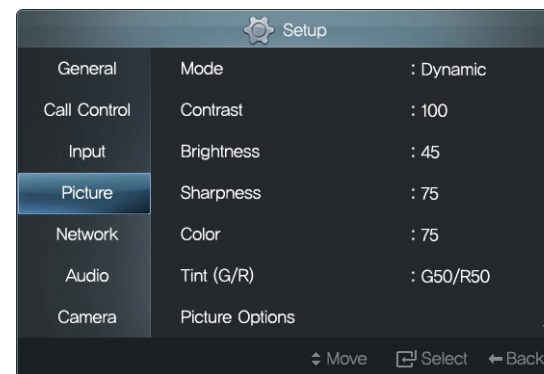 Setup
General
Call Control
Input
Picture
Network
Audio
Camera
Mode : Dynamic
Contrast : 100
Brightness : 45
Sharpness : 75
Color : 75
Tint (G/R) : G50/R50
Picture Options
Move Select Back